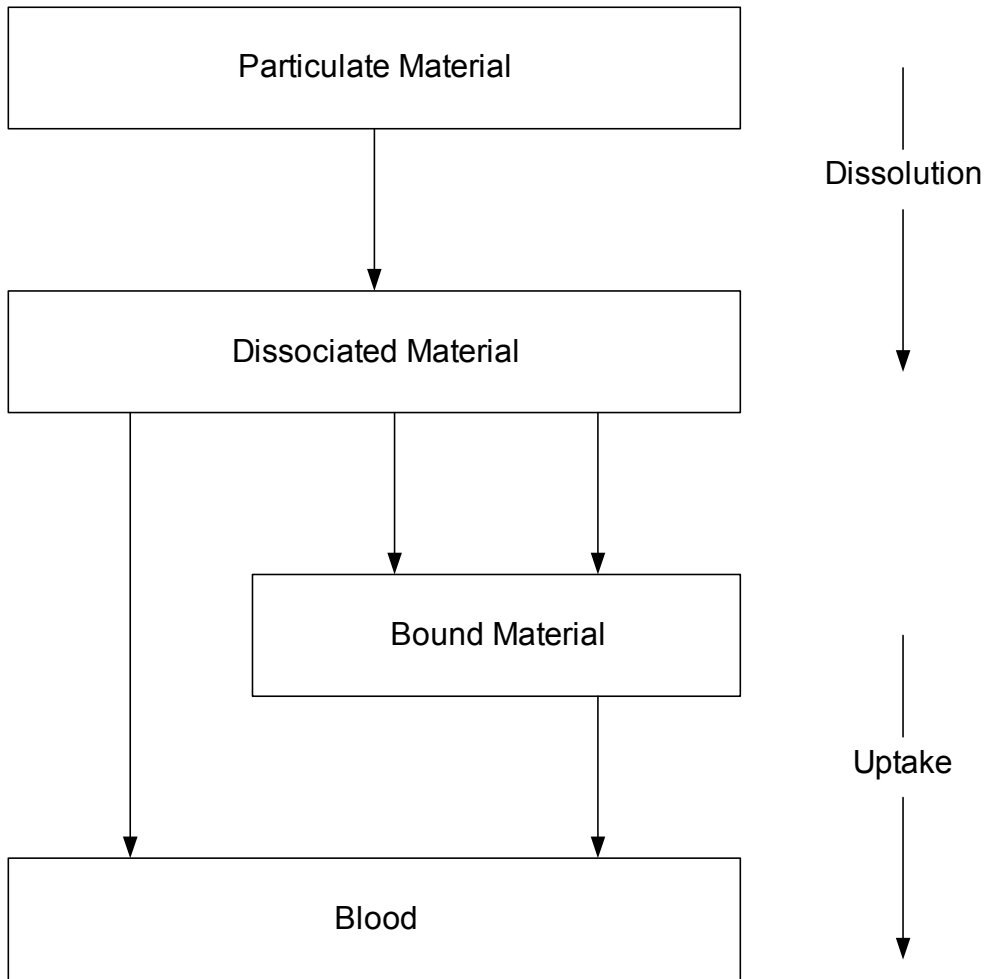 Particulate Material
Dissolution
Dissociated Material
Bound Material
Uptake
Blood